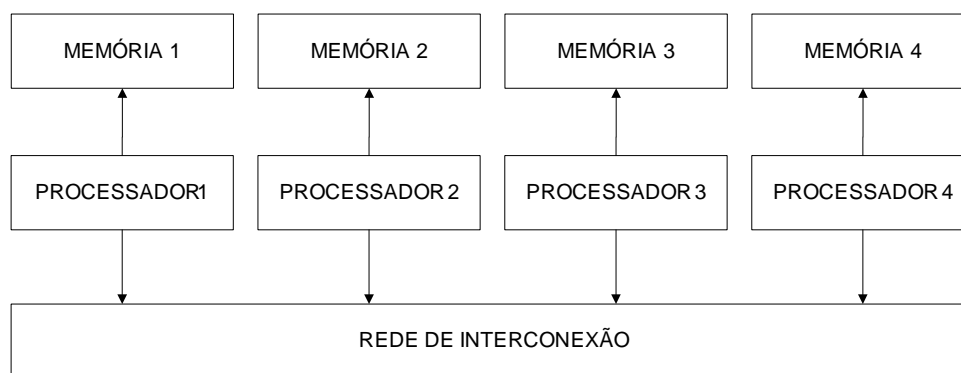 MEMÓRIA 1
MEMÓRIA 2
MEMÓRIA 3
MEMÓRIA 4
PROCESSADOR1
PROCESSADOR 2
PROCESSADOR 3
PROCESSADOR 4
REDE DE INTERCONEXÃO